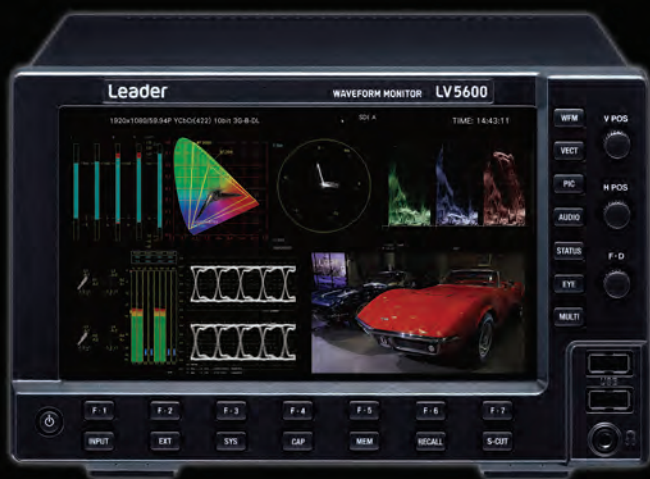 Leader
WAVEFORM MONITOR LV5600
1920x1080/59.94P YCbCr(422) 10bit 3G-B-DL
SDI A
TIME: 14:43:11
WFM
V POS
VECT
PIC
H POS
AUDIO
STATUS
F·D
EYE
MULTI
USB
F·1
F·2
F·3
F·4
F·5
F·6
F·7
INPUT
EXT
SYS
CAP
MEM
RECALL
S-CUT